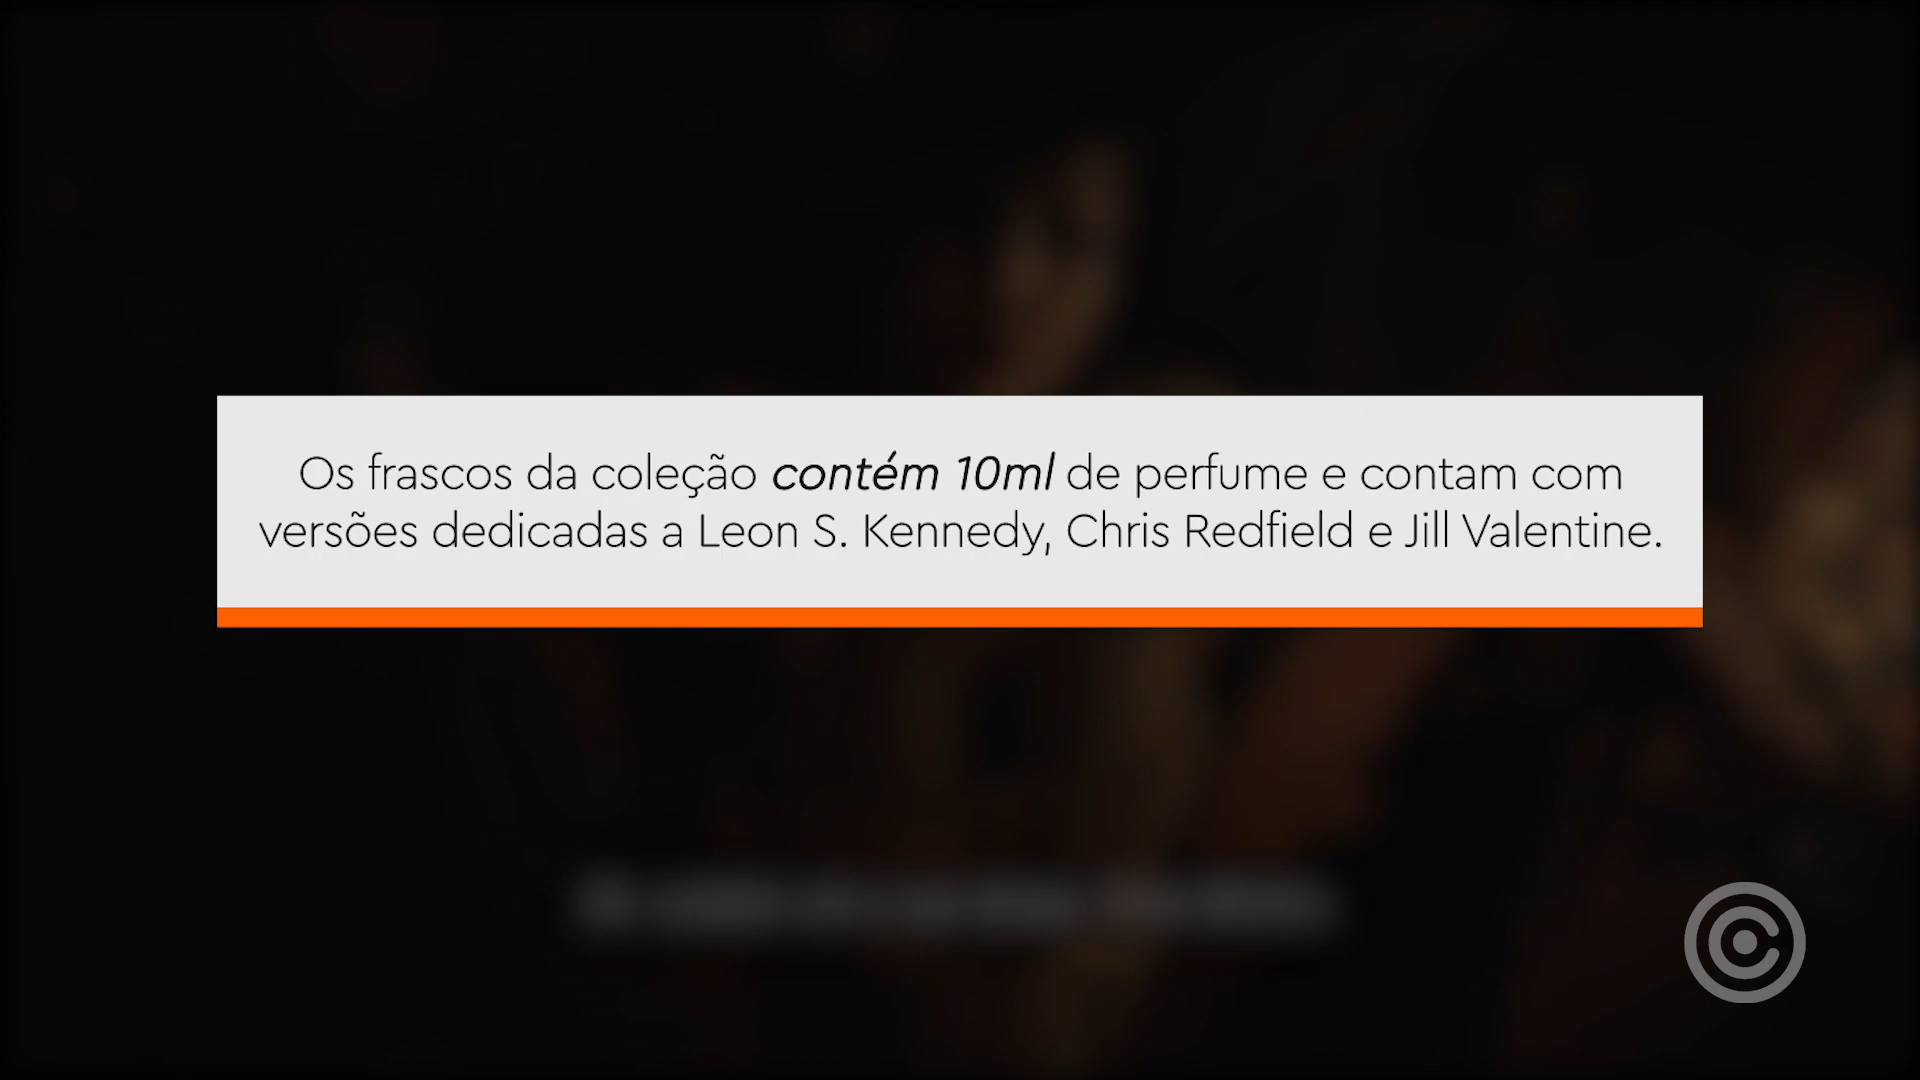 Os frascos da coleção contém 10ml de perfume e contam com
versões dedicadas a Leon S. Kennedy, Chris Redfield e Jill Valentine.